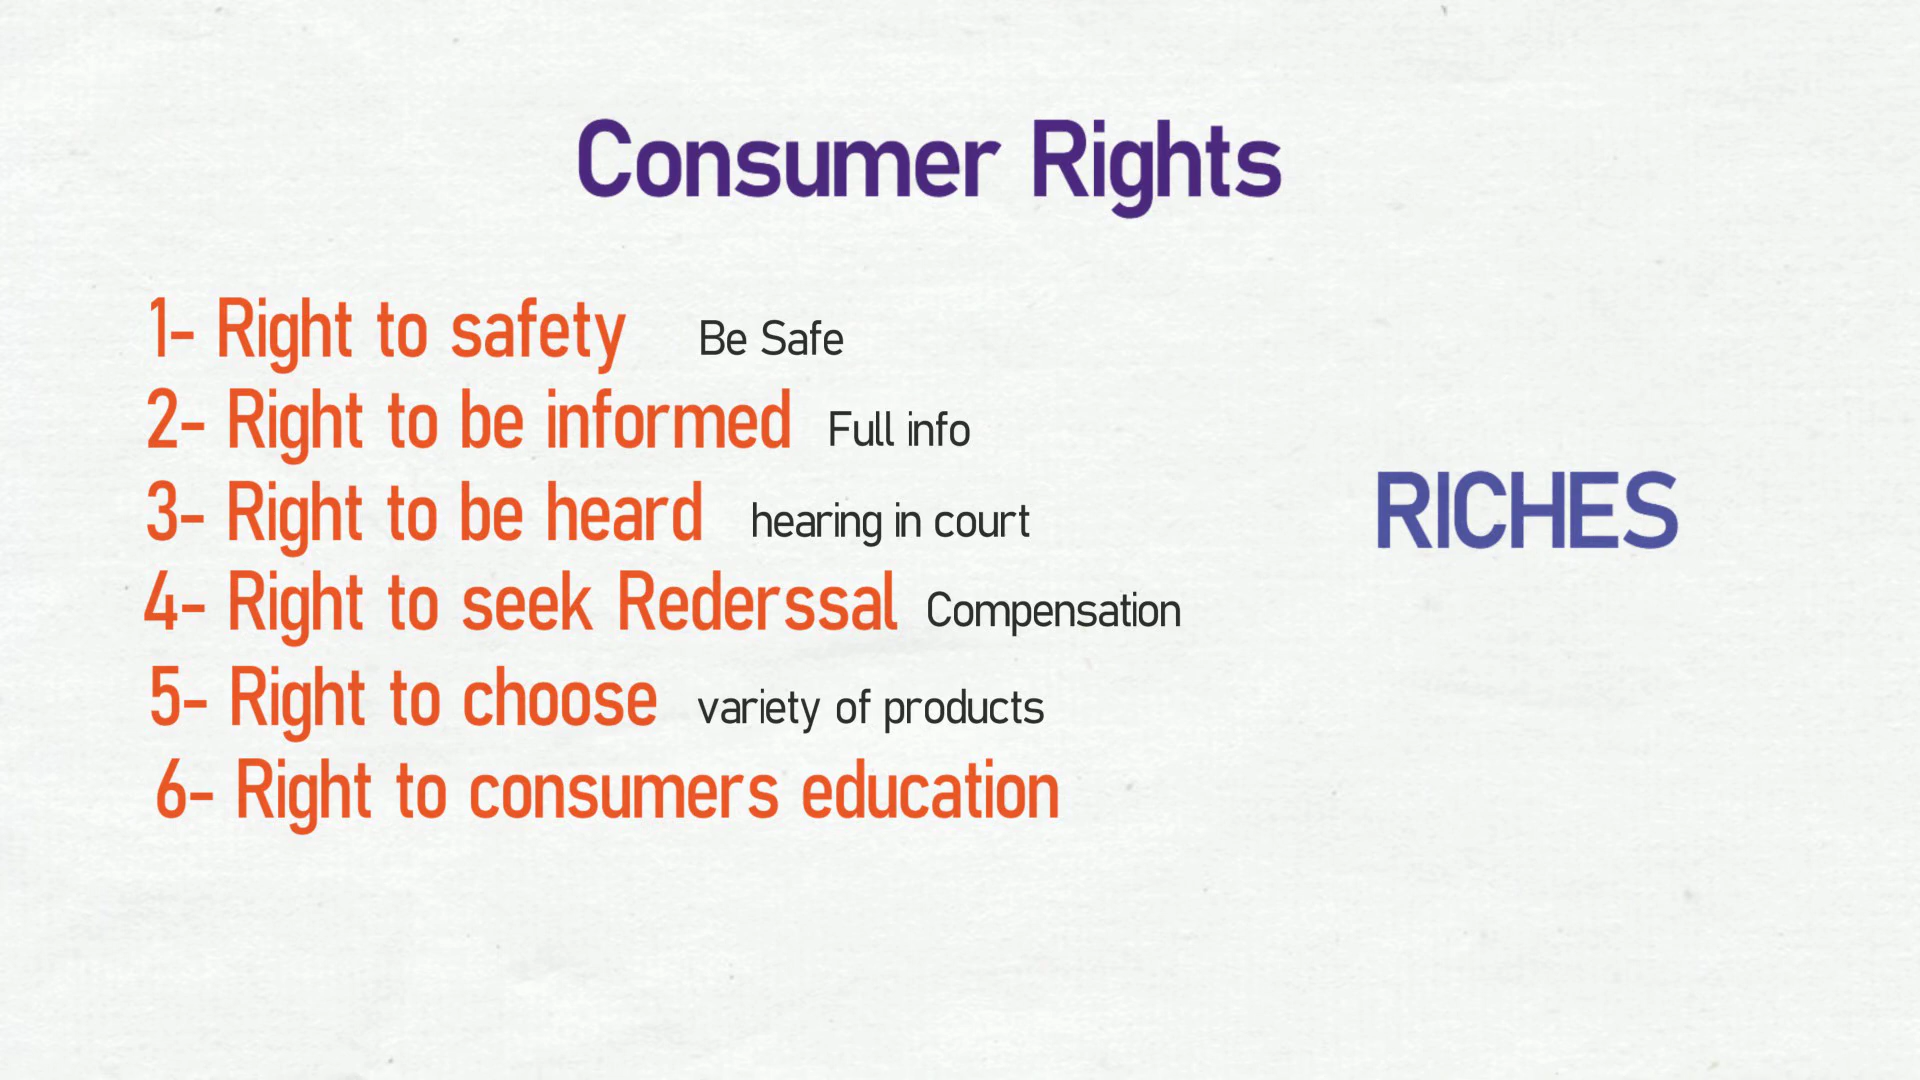 Consumer Rights
1- Right to safety Be Safe
2- Right to be informed Full info
3- Right to be heard hearing in court
RICHES
4- Right to seek Rederssal Compensation
5- Right to choose variety of products
6- Right to consumers education